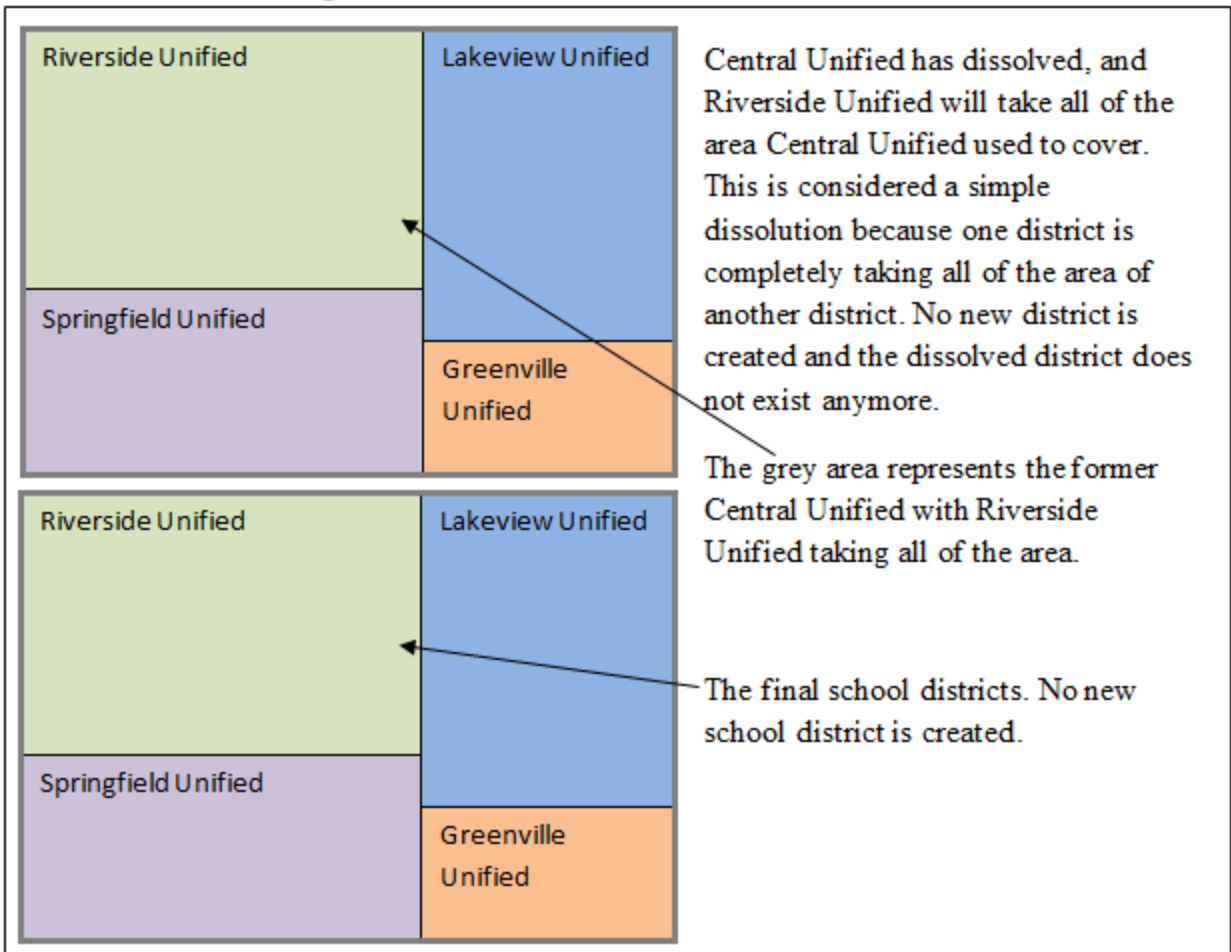 Riverside Unified
Lakeview Unified
Springfield Unified
Greenville
Unified
Central Unified has dissolved, and
Riverside Unified will take all of the
area Central Unified used to cover.
This is considered a simple
dissolution because one district is
completely taking all of the area of
another district. No new district is
created and the dissolved district does
not exist anymore.
The grey area represents the former
Central Unified with Riverside
Unified taking all of the area.
Riverside Unified
Lakeview Unified
Springfield Unified
Greenville
Unified
The final school districts. No new
school district is created.